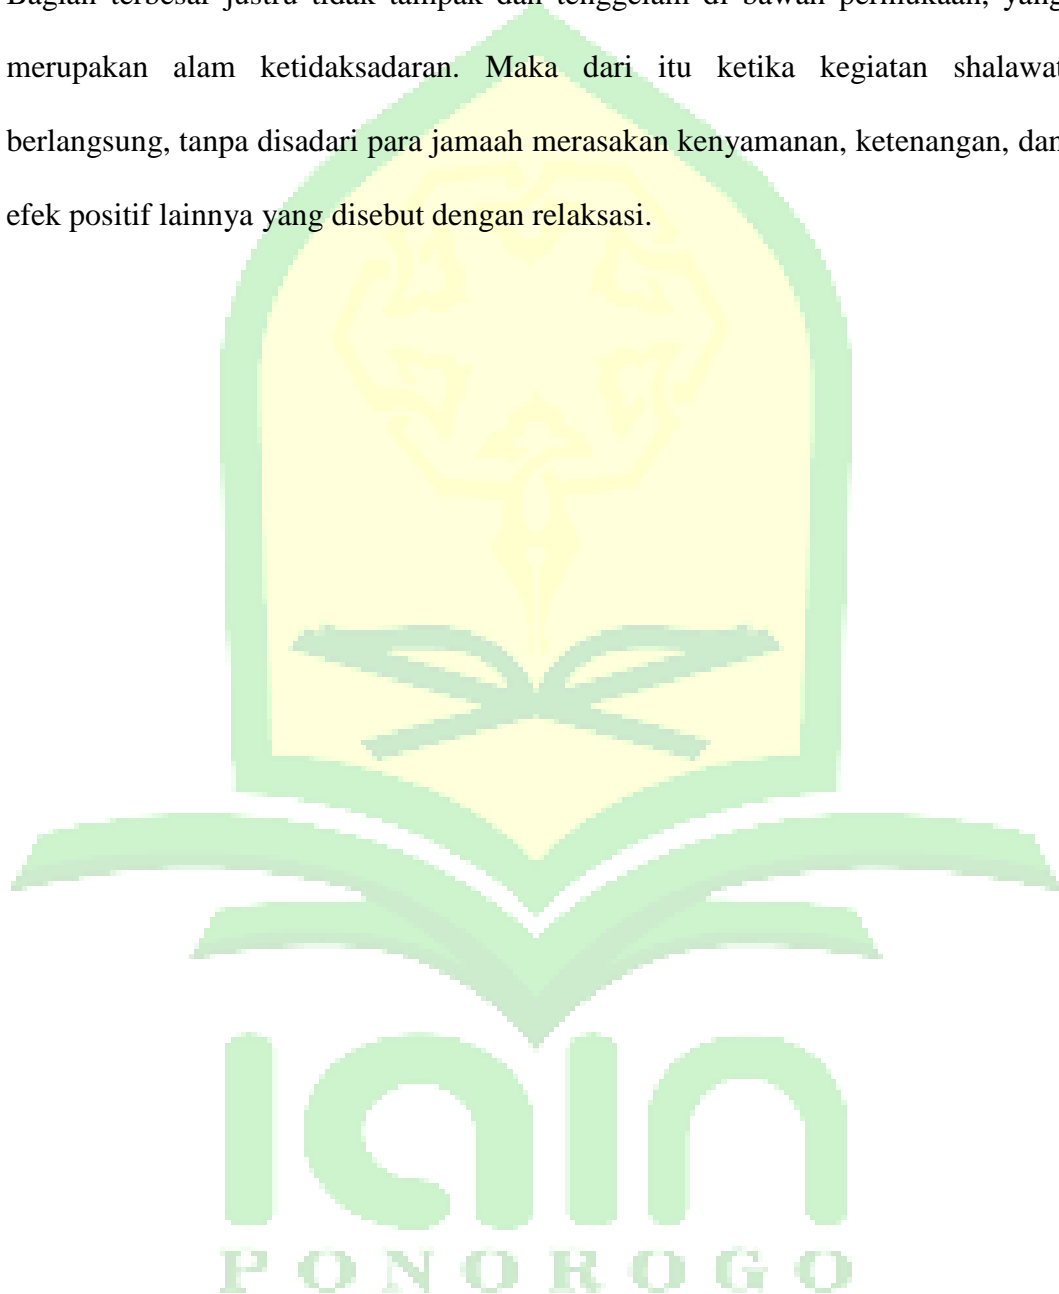 Bagian terbesar justru tidak tampak dan tenggelam di bawah permukaan, yang
merupakan alam ketidaksadaran. Maka dari itu ketika kegiatan shalawat
berlangsung, tanpa disadari para jamaah merasakan kenyamanan, ketenangan, dan
efek positif lainnya yang disebut dengan relaksasi.
iain
PONOROGO